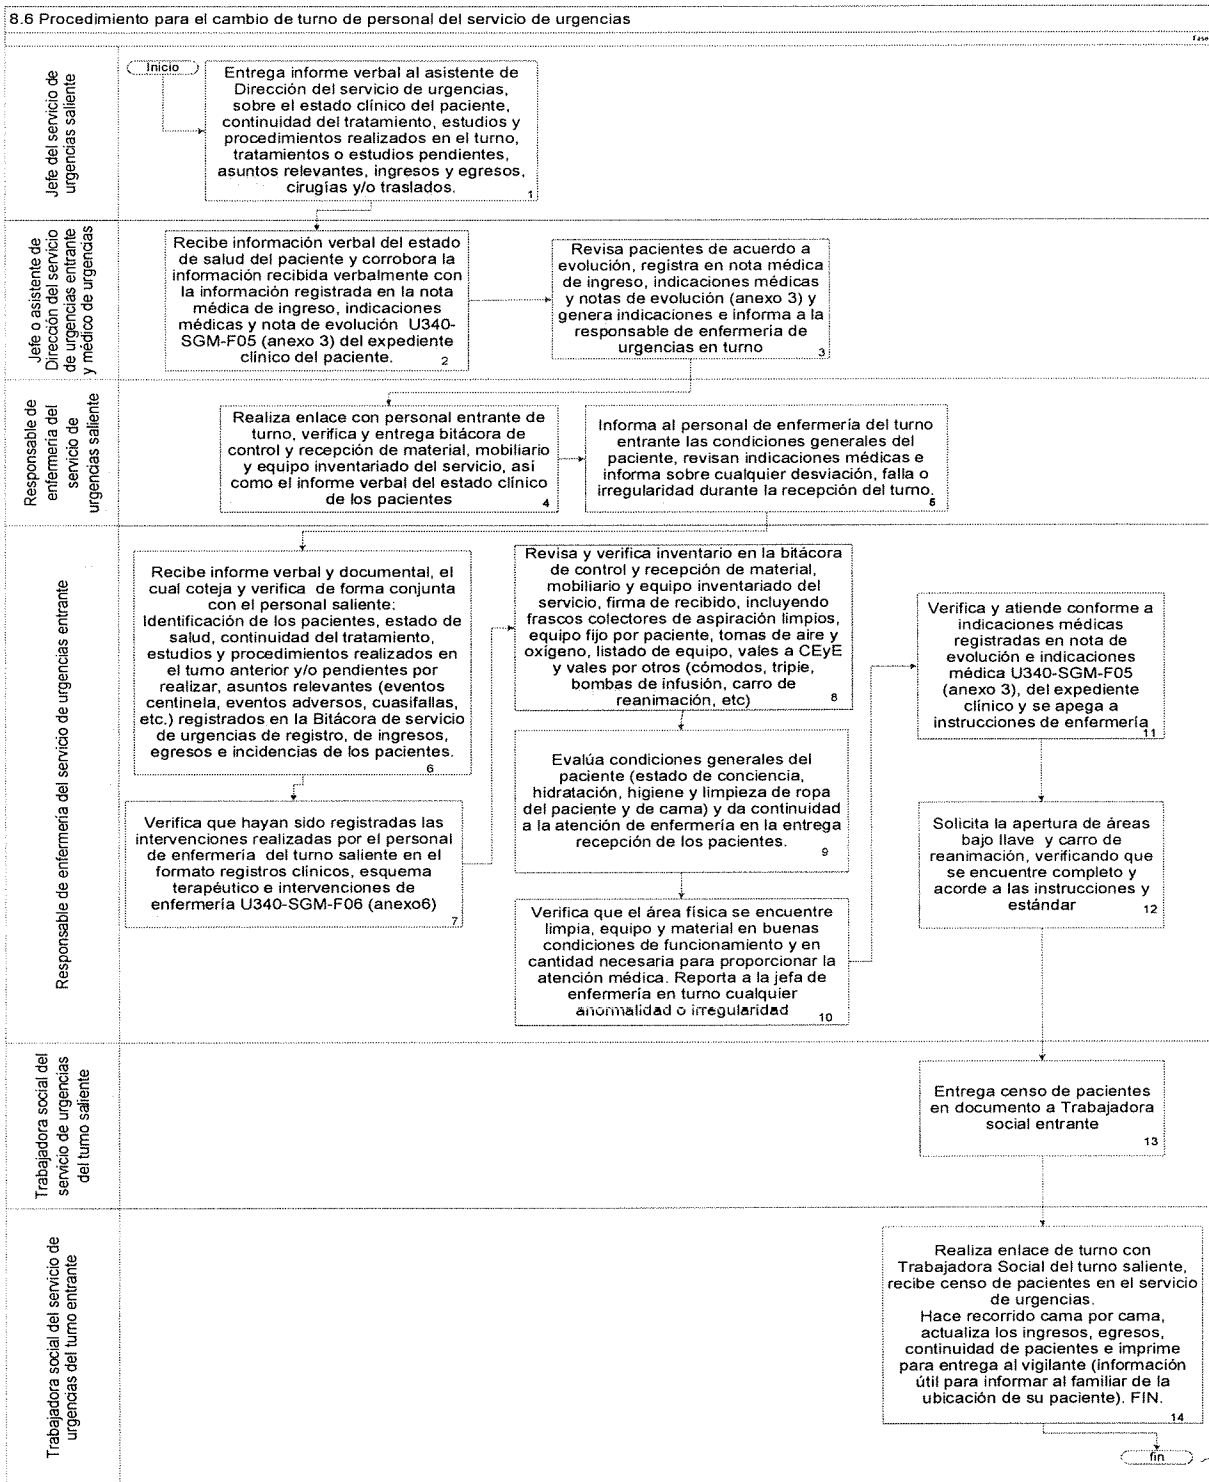 8.6 Procedimiento para el cambio de turno de personal del servicio de urgencias
Fase
Jefe del servicio de
urgencias saliente
Inicio
Entrega informe verbal al asistente de
Dirección del servicio de urgencias,
sobre el estado clínico del paciente,
continuidad del tratamiento, estudios y
procedimientos realizados en el turno,
tratamientos o estudios pendientes,
asuntos relevantes, ingresos y egresos,
cirugías y/o traslados.
1
Jefe o asistente de
Dirección del servicio
de urgencias entrante
y médico de urgencias
Recibe información verbal del estado
de salud del paciente y corrobora la
información recibida verbalmente con
la información registrada en la nota
médica de ingreso, indicaciones
médicas y nota de evolución U340-
SGM-F05 (anexo 3) del expediente
clínico del paciente.
2
Revisa pacientes de acuerdo a
evolución, registra en nota médica
de ingreso, indicaciones médicas
y notas de evolución (anexo 3) y
genera indicaciones e informa a la
responsable de enfermería de
urgencias en turno
3
Responsable de
enfermería del
servicio de
urgencias saliente
Realiza enlace con personal entrante de
turno, verifica y entrega bitácora de
control y recepción de material, mobiliario
y equipo inventariado del servicio, así
como el informe verbal del estado clínico
de los pacientes
4
Informa al personal de enfermería del turno
entrante las condiciones generales del
paciente, revisan indicaciones médicas e
informa sobre cualquier desviación, falla o
irregularidad durante la recepción del turno.
5
Responsable de enfermería del servicio de urgencias entrante
Recibe informe verbal y documental, el
cual coteja y verifica de forma conjunta
con el personal saliente:
Identificación de los pacientes, estado de
salud, continuidad del tratamiento,
estudios y procedimientos realizados en
el turno anterior y/o pendientes por
realizar, asuntos relevantes (eventos
centinela, eventos adversos, cuasifallas,
etc.) registrados en la Bitácora de servicio
de urgencias de registro, de ingresos,
egresos e incidencias de los pacientes.
6
Verifica que hayan sido registradas las
intervenciones realizadas por el personal
de enfermería del turno saliente en el
formato registros clínicos, esquema
terapéutico e intervenciones de
enfermería U340-SGM-F06 (anexo6)
7
Revisa y verifica inventario en la bitácora
de control y recepción de material,
mobiliario y equipo inventariado del
servicio, firma de recibido, incluyendo
frascos colectores de aspiración limpios,
equipo fijo por paciente, tomas de aire y
oxígeno, listado de equipo, vales a CEyE
y vales por otros (cómodos, tripie,
bombas de infusión, carro de
reanimación, etc)
8
Evalúa condiciones generales del
paciente (estado de conciencia,
hidratación, higiene y limpieza de ropa
del paciente y de cama) y da continuidad
a la atención de enfermería en la entrega
recepción de los pacientes.
9
Verifica que el área física se encuentre
limpia, equipo y material en buenas
condiciones de funcionamiento y en
cantidad necesaria para proporcionar la
atención médica. Reporta a la jefa de
enfermería en turno cualquier
anormalidad o irregularidad
10
Verifica y atiende conforme a
indicaciones médicas
registradas en nota de
evolución e indicaciones
médica U340-SGM-F05
(anexo 3), del expediente
clínico y se apega a
instrucciones de enfermería
11
Solicita la apertura de áreas
bajo llave y carro de
reanimación, verificando que
se encuentre completo y
acorde a las instrucciones y
estándar
12
Trabajadora social del
servicio de urgencias
del turno saliente
Entrega censo de pacientes
en documento a Trabajadora
social entrante
13
Trabajadora social del servicio de
urgencias del turno entrante
Realiza enlace de turno con
Trabajadora Social del turno saliente,
recibe censo de pacientes en el servicio
de urgencias.
Hace recorrido cama por cama,
actualiza los ingresos, egresos,
continuidad de pacientes e imprime
para entrega al vigilante (información
útil para informar al familiar de la
ubicación de su paciente). FIN.
14
fin